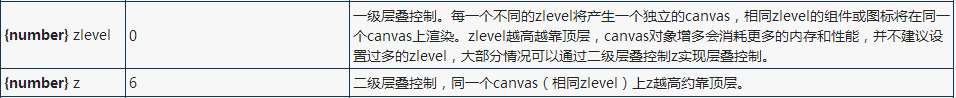 一级层叠控制。每一个不同的zlevel将产生一个独立的canvas，相同zlevel的组件或图标将在同一
{number} zlevel 0 个canvas上渲染。zlevel越高越靠顶层，canvas对象增多会消耗更多的内存和性能，并不建议设
置过多的zlevel，大部分情况可以通过二级层叠控制z实现层叠控制。
{number} z 6 二级层叠控制，同一个canvas（相同zlevel）上z越高约靠顶层。